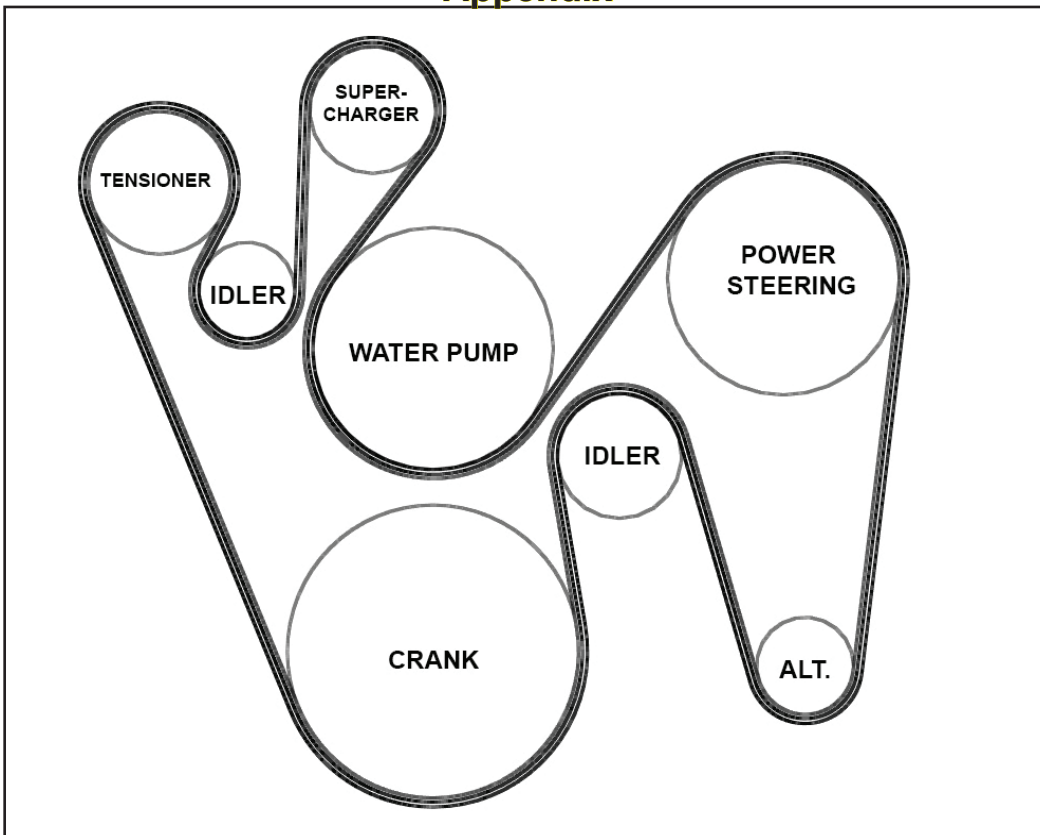 Appendix
SUPER-
CHARGER
TENSIONER
POWER
STEERING
IDLER
WATER PUMP
IDLER
CRANK
ALT.